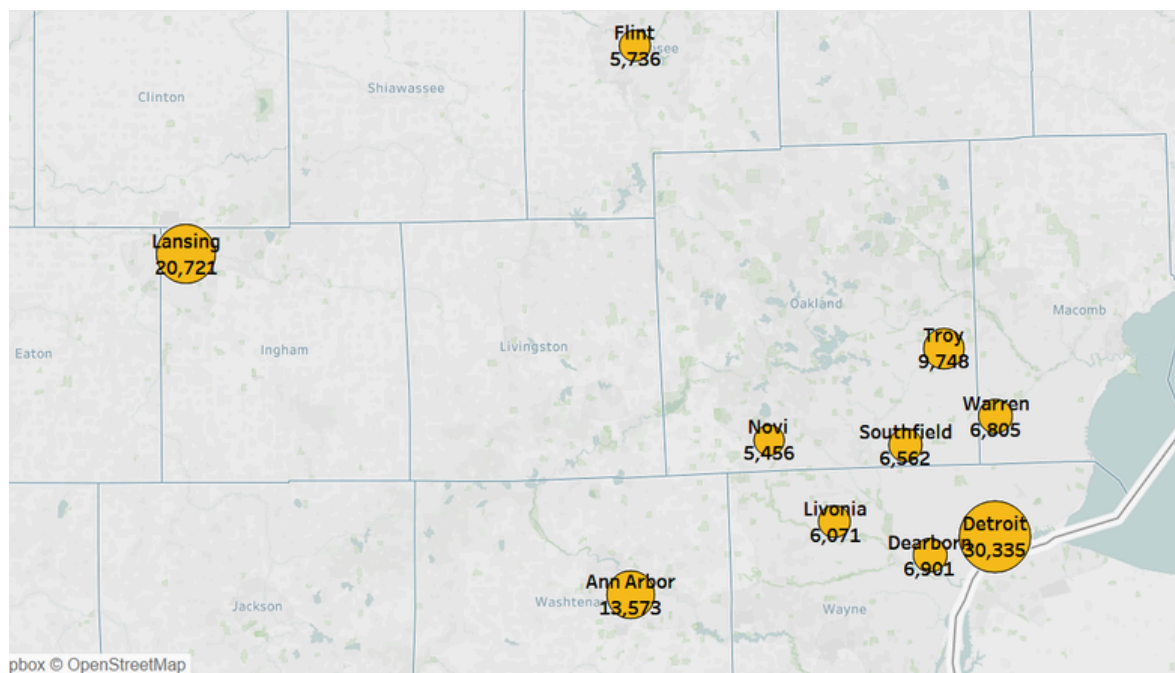 Flint
5,736
Clinton
Shiawassee
Lansing
20,721
Oakland
Macomb
Eaton
Ingham
Livingston
Troy
9,748
Warren
6,805
Novi
5,456
Southfield
6,562
Livonia
6,071
Detroit
30,335
Dearborn
6,901
Ann Arbor
13,573
Jackson
Wayne
pbox © OpenStreetMap